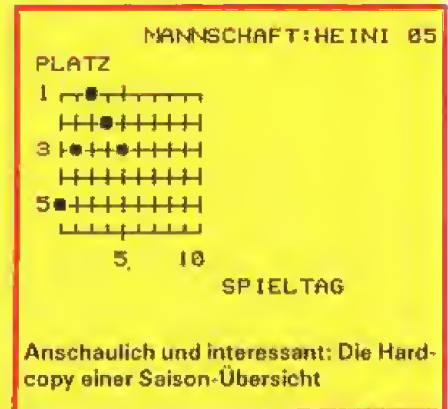 MANNSCHAFT:HEINI 05
PLATZ
1
3
5
5 10
SPIELTAG
Anschaulich und interessant: Die Hard-
copy einer Saison-Übersicht